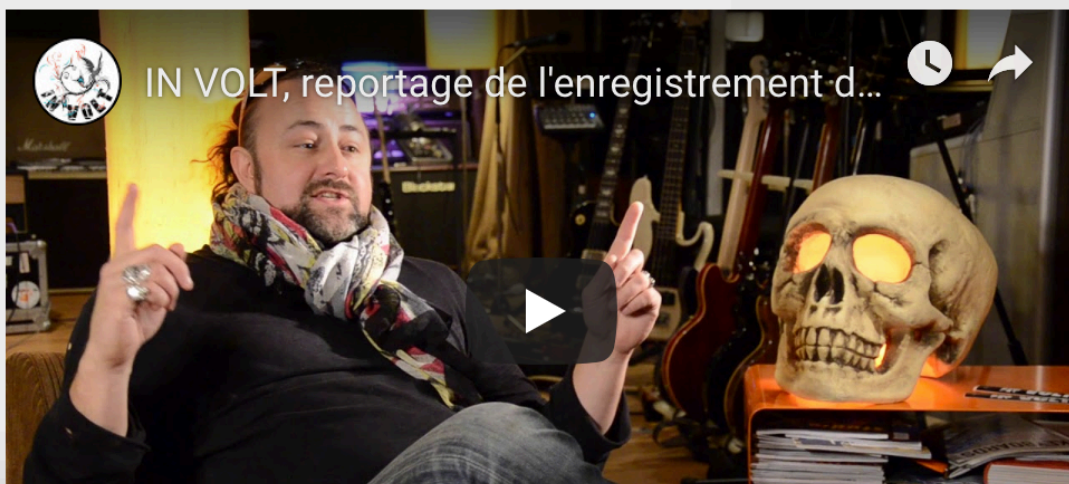 IN VOLT, reportage de l'enregistrement d...
IN VOLT
Marshall
Blackstar